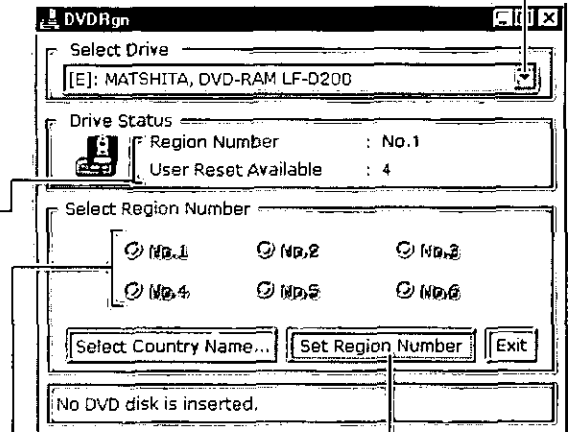 DVDRgn
Select Drive
[E]: MATSHITA, DVD-RAM LF-D200
Drive Status
Region Number : No.1
User Reset Available : 4
Select Region Number
No.1 No.2 No.3
No.4 No.5 No.6
Select Country Name... Set Region Number Exit
No DVD disk is inserted.